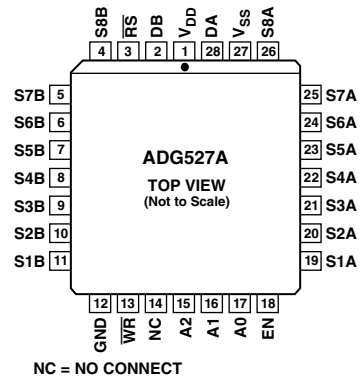 S8B R̅S̅ DB VDD DA VSS S8A
4 3 2 1 28 27 26
S7B 5
S6B 6
S5B 7
S4B 8
S3B 9
S2B 10
S1B 11
ADG527A
TOP VIEW
(Not to Scale)
25 S7A
24 S6A
23 S5A
22 S4A
21 S3A
20 S2A
19 S1A
12 13 14 15 16 17 18
GND W̅R̅ NC A2 A1 A0 EN
NC = NO CONNECT